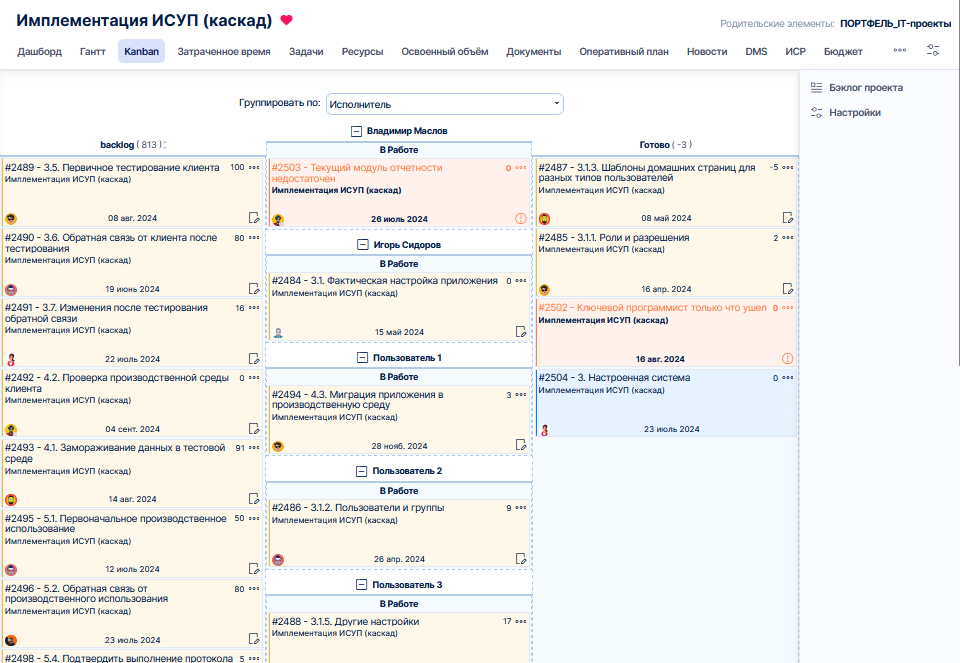 Имплементация ИСУП (каскад)
Родительские элементы: ПОРТФЕЛЬ_IT-проекты
Дашборд Гантт Kanban Затраченное время Задачи Ресурсы Освоенный объём Документы Оперативный план Новости DMS ИСР Бюджет
Бэклог проекта
Настройки
Группировать по: Исполнитель
backlog ( 813 )
#2489 - 3.5. Первичное тестирование клиента 100
Имплементация ИСУП (каскад)
08 авг. 2024
#2490 - 3.6. Обратная связь от клиента после 80
тестирования
Имплементация ИСУП (каскад)
19 июнь 2024
#2491 - 3.7. Изменения после тестирования 16
обратной связи
Имплементация ИСУП (каскад)
22 июль 2024
#2492 - 4.2. Проверка производственной среды 0
клиента
Имплементация ИСУП (каскад)
04 сент. 2024
#2493 - 4.1. Замораживание данных в тестовой 91
среде
Имплементация ИСУП (каскад)
14 авг. 2024
#2495 - 5.1. Первоначальное производственное 50
использование
Имплементация ИСУП (каскад)
12 июль 2024
#2496 - 5.2. Обратная связь от 80
производственного использования
Имплементация ИСУП (каскад)
23 июль 2024
#2498 - 5.4. Подтвердить выполнение протокола 5
Владимир Маслов
В Работе
#2503 - Текущий модуль отчетности 0
недостаточен
Имплементация ИСУП (каскад)
26 июль 2024
Игорь Сидоров
В Работе
#2484 - 3.1. Фактическая настройка приложения 0
Имплементация ИСУП (каскад)
15 май 2024
Пользователь 1
В Работе
#2494 - 4.3. Миграция приложения в 3
производственную среду
Имплементация ИСУП (каскад)
28 нояб. 2024
Пользователь 2
В Работе
#2486 - 3.1.2. Пользователи и группы 9
Имплементация ИСУП (каскад)
26 апр. 2024
Пользователь 3
В Работе
#2488 - 3.1.5. Другие настройки 17
Имплементация ИСУП (каскад)
Готово ( -3 )
#2487 - 3.1.3. Шаблоны домашних страниц для -5
разных типов пользователей
Имплементация ИСУП (каскад)
08 май 2024
#2485 - 3.1.1. Роли и разрешения 2
Имплементация ИСУП (каскад)
16 апр. 2024
#2502 - Ключевой программист только что ушел 0
Имплементация ИСУП (каскад)
16 авг. 2024
#2504 - 3. Настроенная система 0
Имплементация ИСУП (каскад)
23 июль 2024